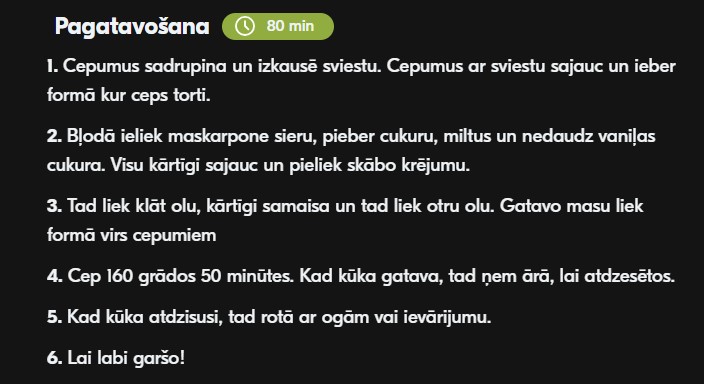 Pagatavošana 80 min
1. Cepumus sadrupina un izkausē sviestu. Cepumus ar sviestu sajauc un ieber
formā kur ceps torti.
2. Bļodā ieliek maskarpone sieru, pieber cukuru, miltus un nedaudz vaniļas
cukura. Visu kārtīgi sajauc un pieliek skābo krējumu.
3. Tad liek klāt olu, kārtīgi samaisa un tad liek otru olu. Gatavo masu liek
formā virs cepumiem
4. Cep 160 grādos 50 minūtes. Kad kūka gatava, tad ņem ārā, lai atdzesētos.
5. Kad kūka atdzisusi, tad rotā ar ogām vai ievārijumu.
6. Lai labi garšo!